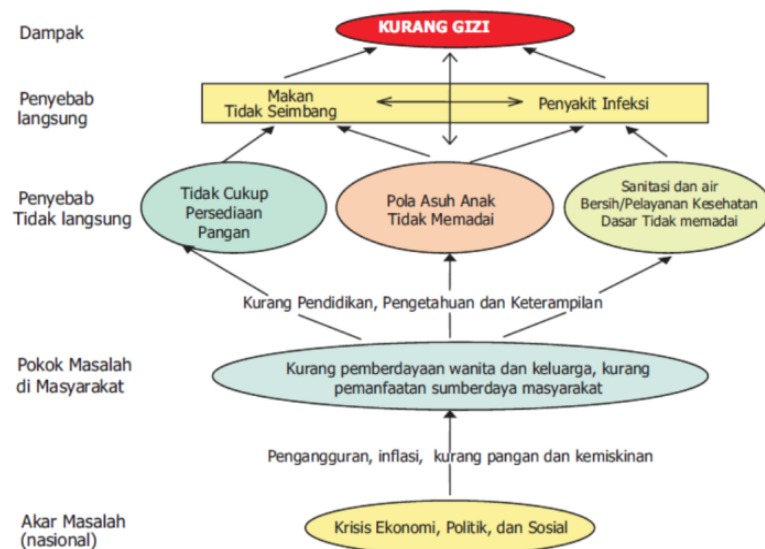 Dampak
KURANG GIZI
Penyebab
langsung
Makan
Tidak Seimbang
Penyakit Infeksi
Penyebab
Tidak langsung
Tidak Cukup
Persediaan
Pangan
Pola Asuh Anak
Tidak Memadai
Sanitasi dan air
Bersih/Pelayanan Kesehatan
Dasar Tidak memadai
Kurang Pendidikan, Pengetahuan dan Keterampilan
Pokok Masalah
di Masyarakat
Kurang pemberdayaan wanita dan keluarga, kurang
pemanfaatan sumberdaya masyarakat
Pengangguran, inflasi, kurang pangan dan kemiskinan
Akar Masalah
(nasional)
Krisis Ekonomi, Politik, dan Sosial